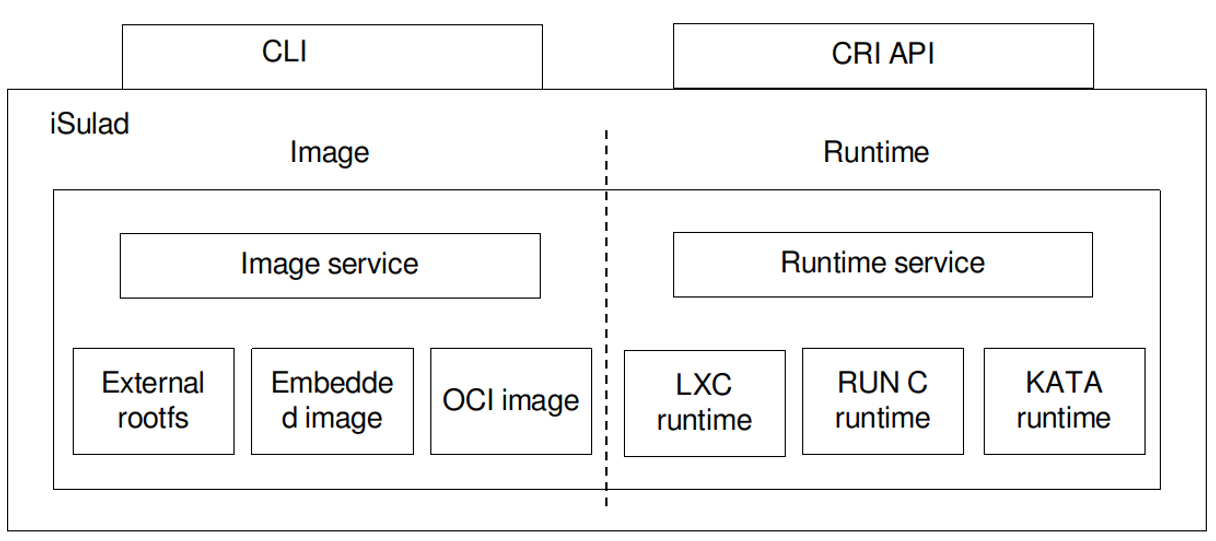 CLI
CRI API
iSulad
Image
Runtime
Image service
Runtime service
External
rootfs
Embedde
d image
OCI image
LXC
runtime
RUN C
runtime
KATA
runtime